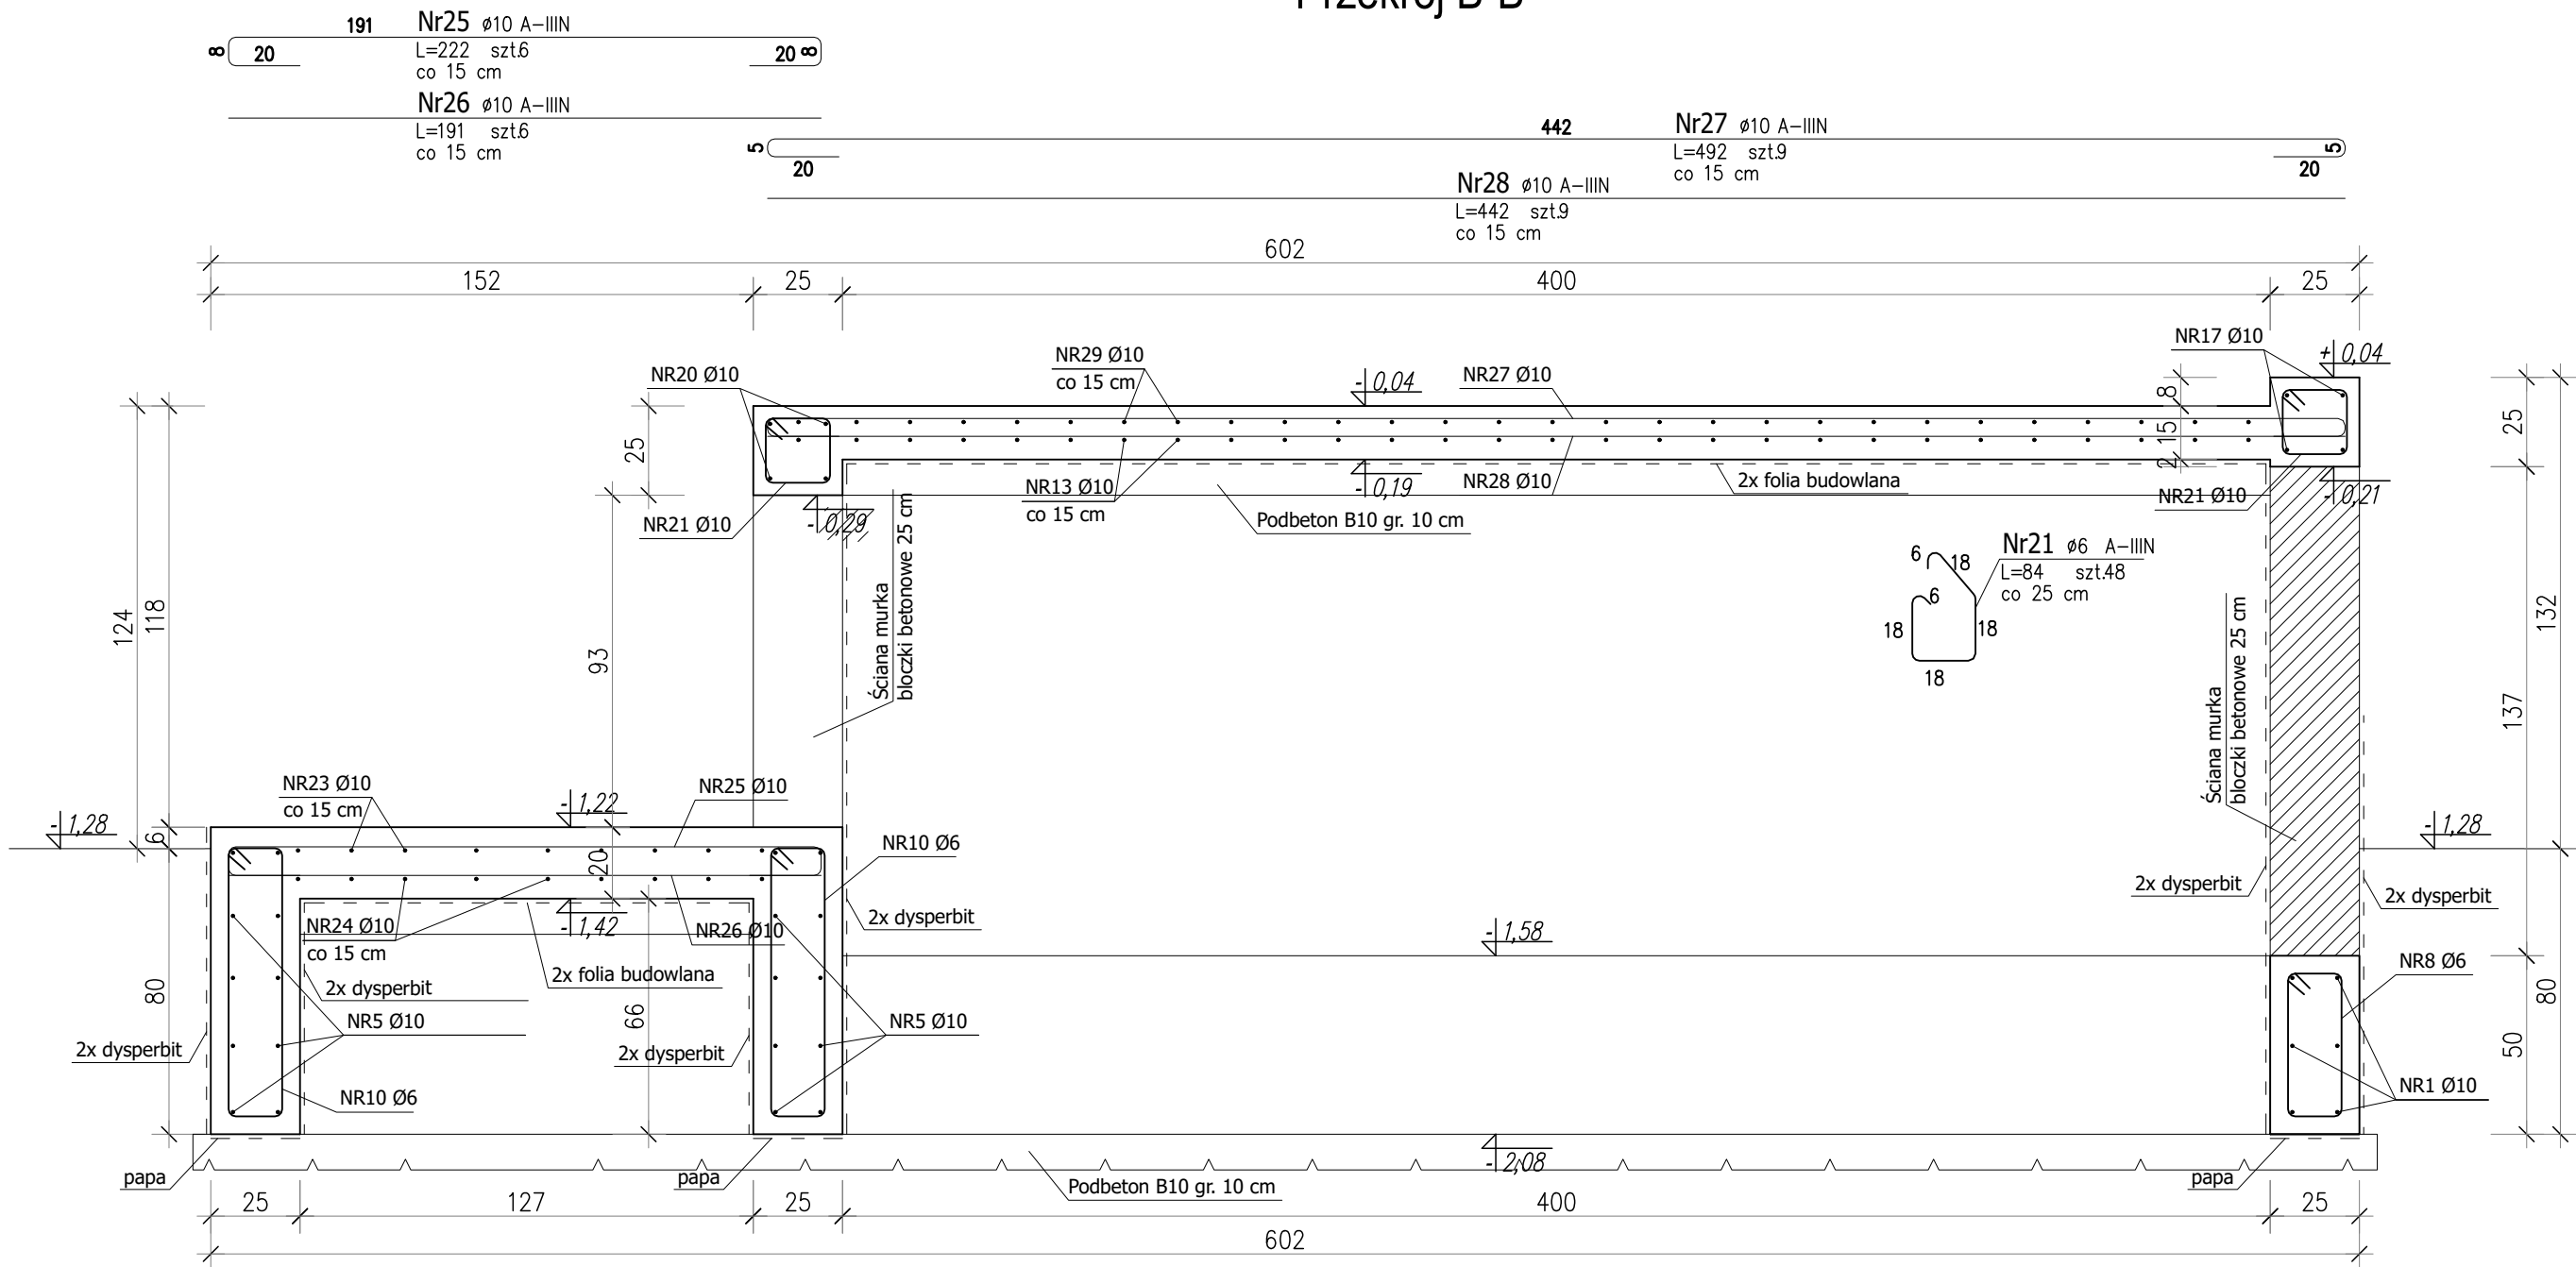 Przekrój B-B
191 Nr25 ø10 A-IIIN
8 20 L=222 szt.6 20 8
co 15 cm
Nr26 ø10 A-IIIN
L=191 szt.6
co 15 cm
442 Nr27 ø10 A-IIIN
5 L=492 szt.9 5
20 co 15 cm 20
Nr28 ø10 A-IIIN
L=442 szt.9
co 15 cm
602
152 25 400 25
NR17 Ø10
+0,04
NR29 Ø10
co 15 cm
NR20 Ø10
-0,04
NR27 Ø10
8
25
15
2
25
NR13 Ø10
co 15 cm
-0,19
NR28 Ø10
2x folia budowlana
NR21 Ø10
-0,21
NR21 Ø10
-0,29
Podbeton B10 gr. 10 cm
Nr21 ø6 A-IIIN
L=84 szt.48
co 25 cm
6
18
6
18
18
18
Ściana murka
bloczki betonowe 25 cm
Ściana murka
bloczki betonowe 25 cm
124
118
93
132
137
NR23 Ø10
co 15 cm
-1,22
NR25 Ø10
-1,28
6
20
NR10 Ø6
-1,28
2x dysperbit
2x dysperbit
2x dysperbit
NR24 Ø10
co 15 cm
-1,42
NR26 Ø10
-1,58
2x folia budowlana
2x dysperbit
NR8 Ø6
80
66
80
50
NR5 Ø10
NR5 Ø10
2x dysperbit
2x dysperbit
NR10 Ø6
NR1 Ø10
papa
papa
-2,08
Podbeton B10 gr. 10 cm
papa
25 127 25 400 25
602